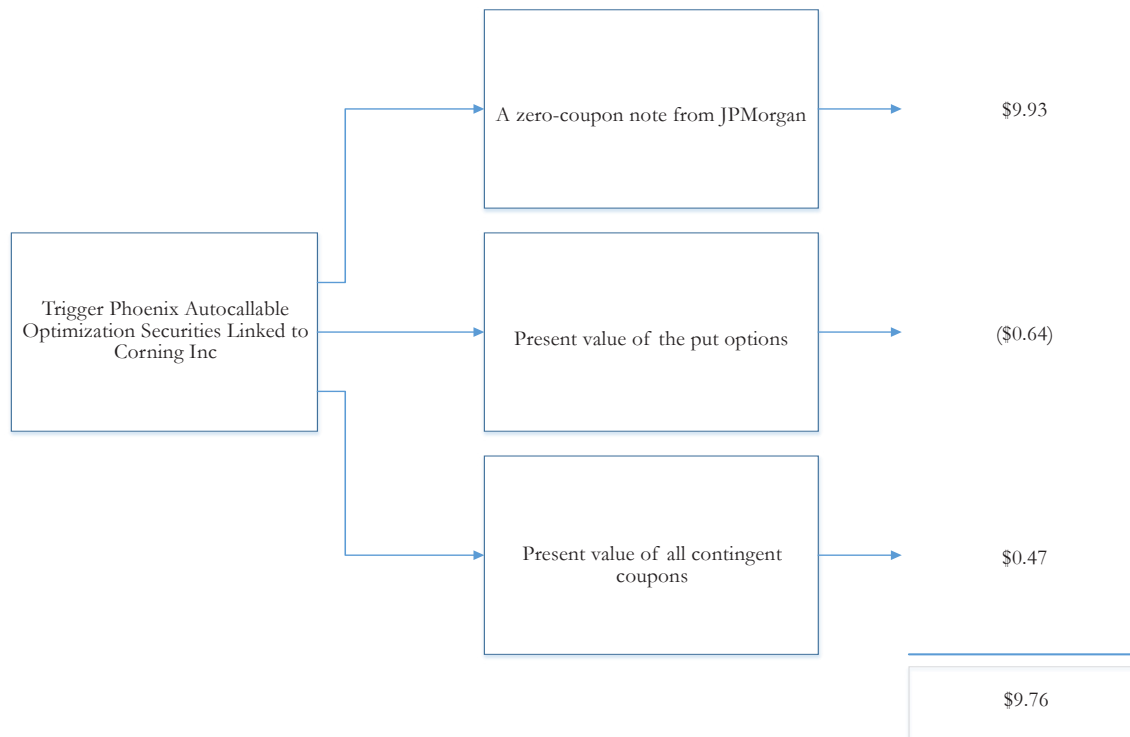 A zero-coupon note from JPMorgan
$9.93
Trigger Phoenix Autocallable
Optimization Securities Linked to
Corning Inc
Present value of the put options
($0.64)
Present value of all contingent
coupons
$0.47
$9.76